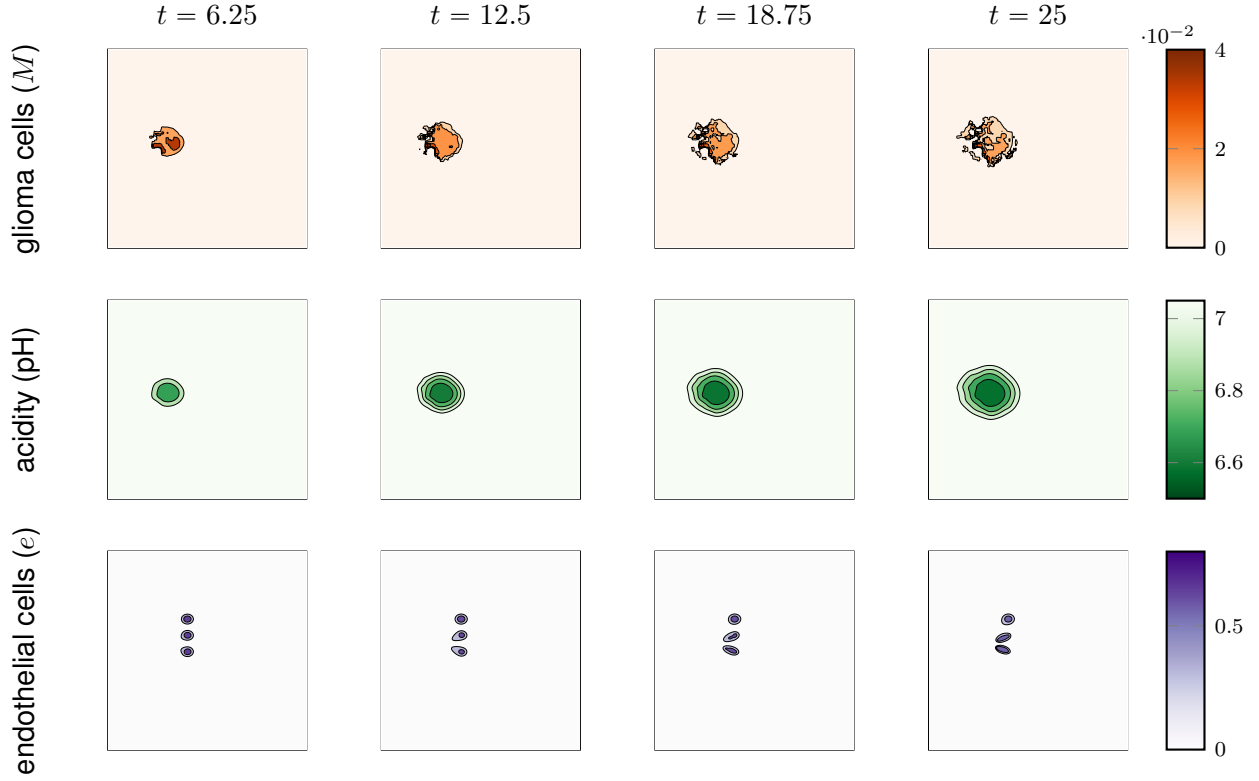 t = 6.25
t = 12.5
t = 18.75
t = 25
glioma cells (M)
·10⁻²
4
2
0
acidity (pH)
7
6.8
6.6
endothelial cells (e)
0.5
0